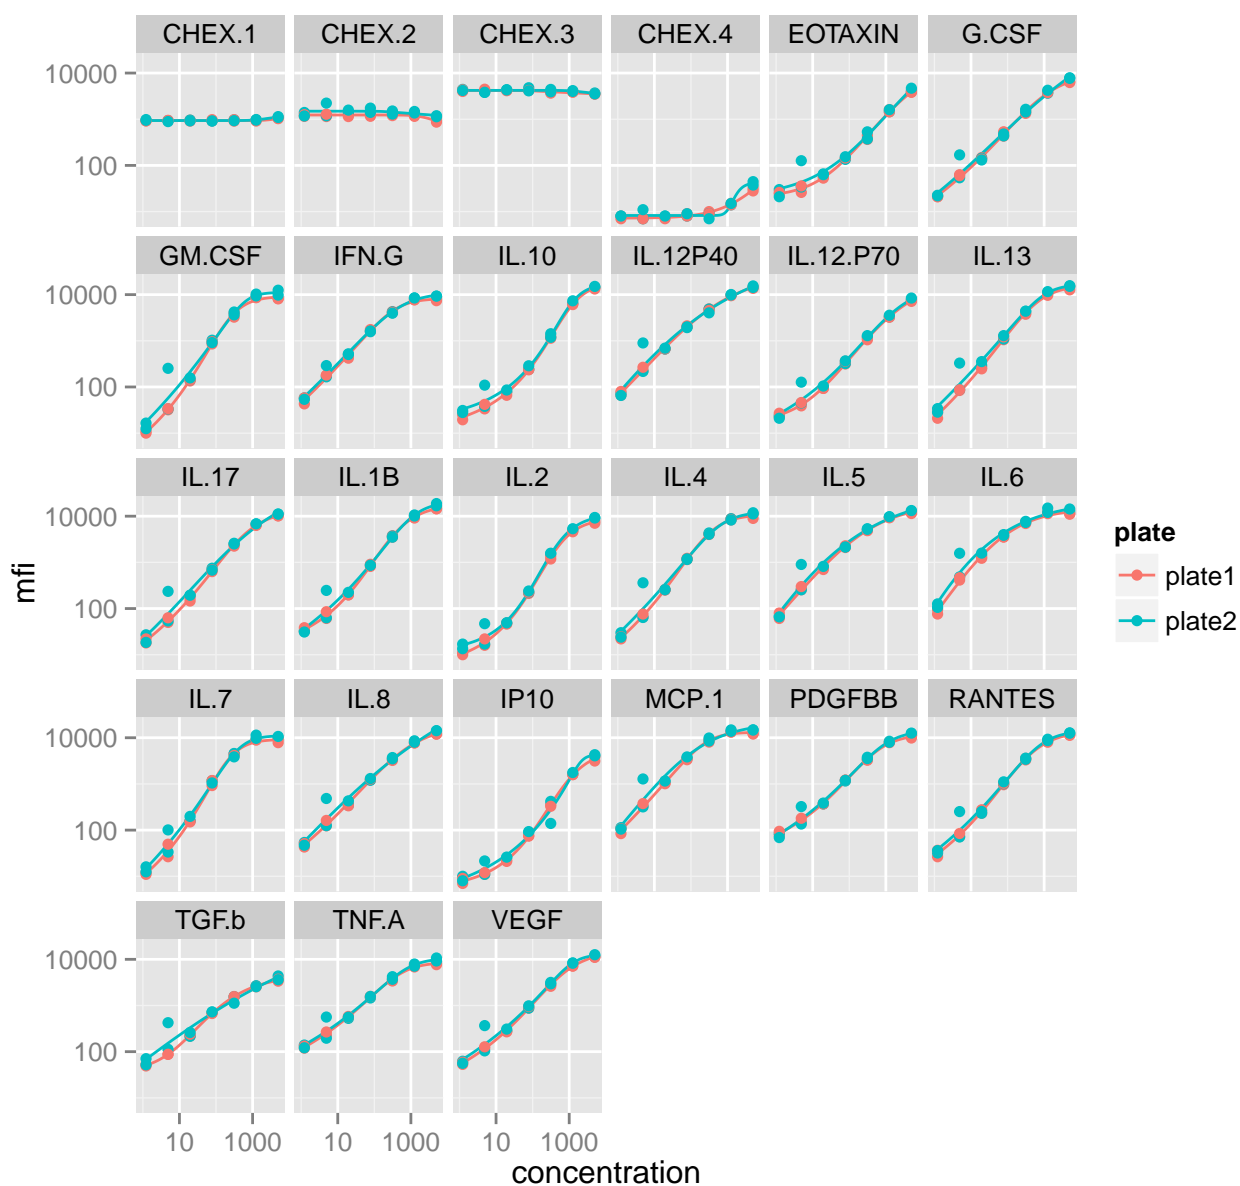 CHEX.1 CHEX.2 CHEX.3 CHEX.4 EOTAXIN G.CSF
10000
100
GM.CSF IFN.G IL.10 IL.12P40 IL.12.P70 IL.13
10000
100
IL.17 IL.1B IL.2 IL.4 IL.5 IL.6
10000
100
mfi
plate
plate1
plate2
IL.7 IL.8 IP10 MCP.1 PDGFBB RANTES
10000
100
TGF.b TNF.A VEGF
10000
100
10 1000 10 1000 10 1000
concentration